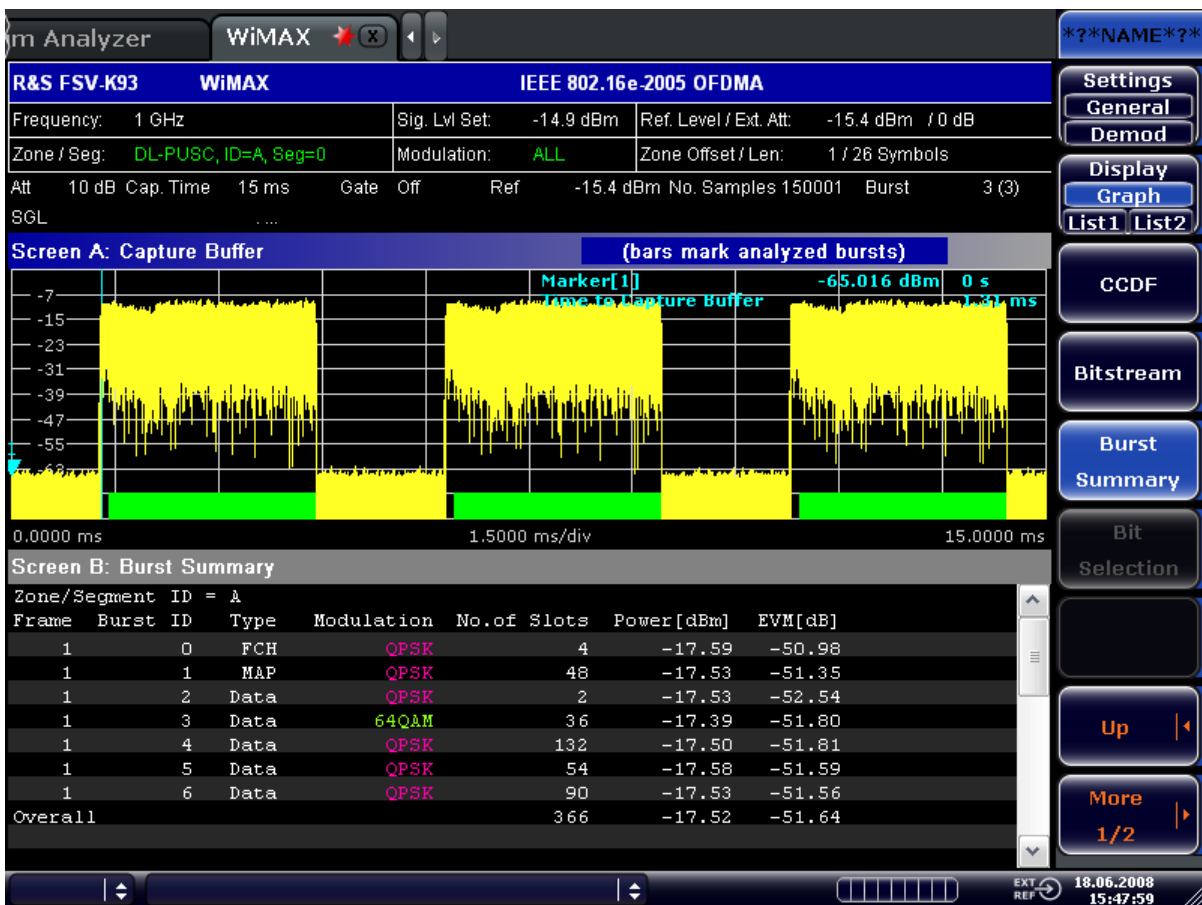 m Analyzer
WiMAX
X
*?*NAME*?*
R&S FSV-K93 WiMAX IEEE 802.16e-2005 OFDMA
Frequency: 1 GHz Sig. Lvl Set: -14.9 dBm Ref. Level / Ext. Att: -15.4 dBm / 0 dB
Zone / Seg: DL-PUSC, ID=A, Seg=0 Modulation: ALL Zone Offset / Len: 1 / 26 Symbols
Att 10 dB Cap. Time 15 ms Gate Off Ref -15.4 dBm No. Samples 150001 Burst 3 (3)
SGL . ...
Screen A: Capture Buffer (bars mark analyzed bursts)
Marker[1] -65.016 dBm 0 s
Time to Capture Buffer 1.31 ms
-7
-15
-23
-31
-39
-47
-55
-63
1
0.0000 ms 1.5000 ms/div 15.0000 ms
Screen B: Burst Summary
Zone/Segment ID = A
Frame Burst ID Type Modulation No.of Slots Power[dBm] EVM[dB]
1 0 FCH QPSK 4 -17.59 -50.98
1 1 MAP QPSK 48 -17.53 -51.35
1 2 Data QPSK 2 -17.53 -52.54
1 3 Data 64QAM 36 -17.39 -51.80
1 4 Data QPSK 132 -17.50 -51.81
1 5 Data QPSK 54 -17.58 -51.59
1 6 Data QPSK 90 -17.53 -51.56
Overall 366 -17.52 -51.64
Settings
General
Demod
Display
Graph
List1 List2
CCDF
Bitstream
Burst
Summary
Bit
Selection
Up
More
1/2
EXT
REF
18.06.2008
15:47:59